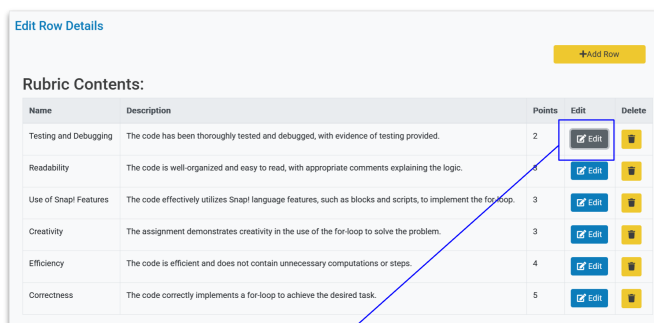 Edit Row Details
+Add Row
Rubric Contents:
Name Description Points Edit Delete
Testing and Debugging The code has been thoroughly tested and debugged, with evidence of testing provided. 2 Edit
Readability The code is well-organized and easy to read, with appropriate comments explaining the logic. 3 Edit
Use of Snap! Features The code effectively utilizes Snap! language features, such as blocks and scripts, to implement the for-loop. 3 Edit
Creativity The assignment demonstrates creativity in the use of the for-loop to solve the problem. 3 Edit
Efficiency The code is efficient and does not contain unnecessary computations or steps. 4 Edit
Correctness The code correctly implements a for-loop to achieve the desired task. 5 Edit